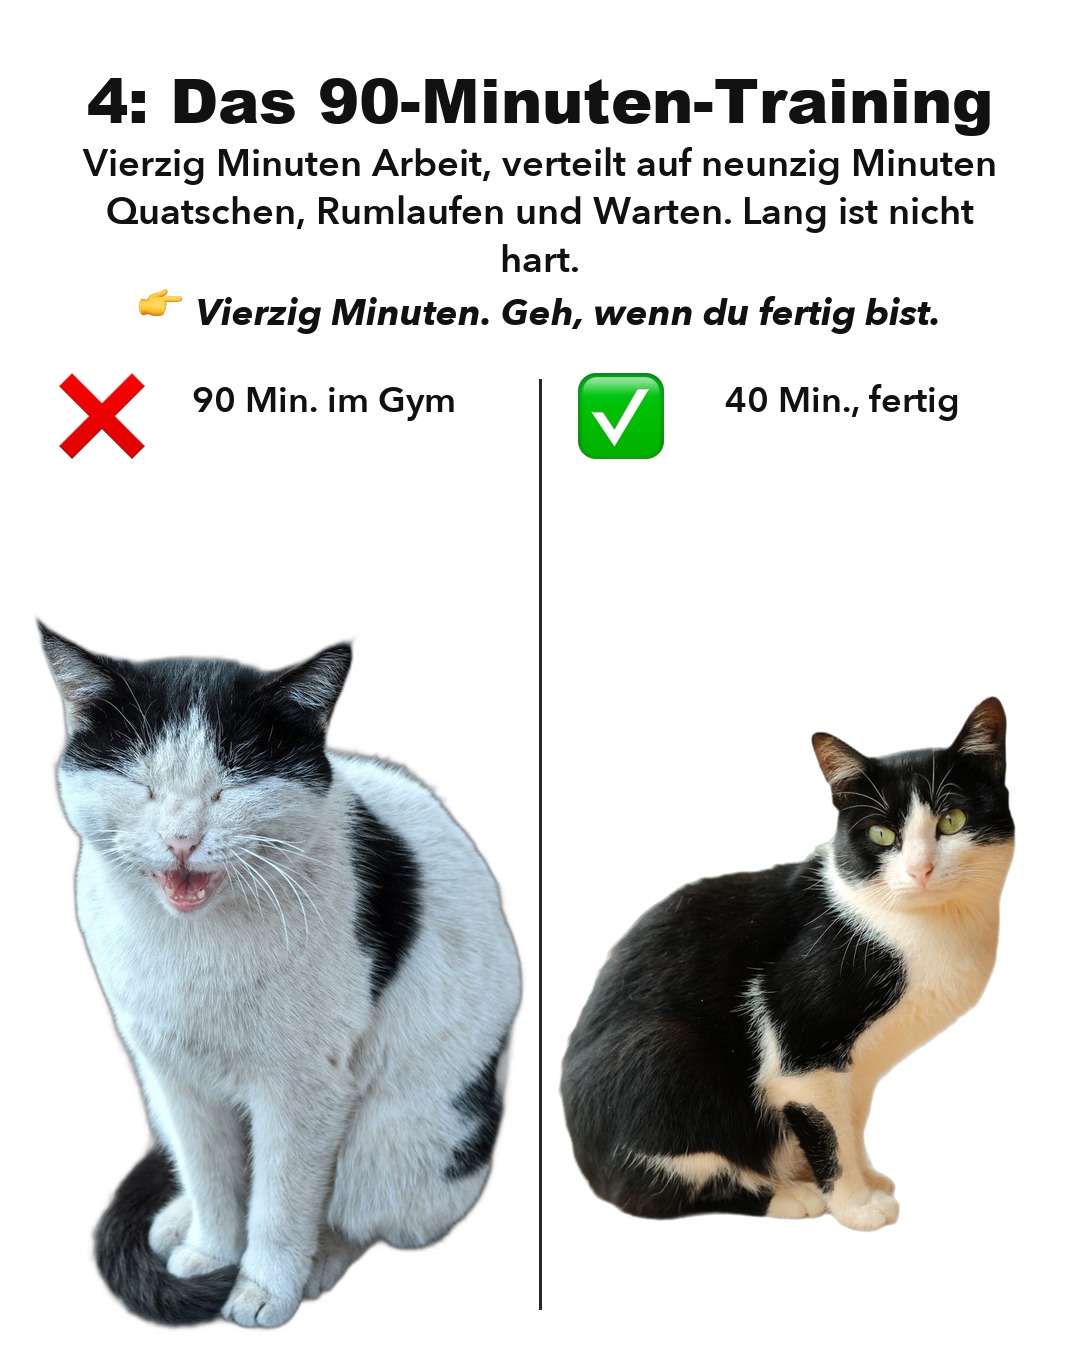 4: Das 90-Minuten-Training
Vierzig Minuten Arbeit, verteilt auf neunzig Minuten
Quatschen, Rumlaufen und Warten. Lang ist nicht
hart.
👉 Vierzig Minuten. Geh, wenn du fertig bist.
❌ 90 Min. im Gym
✅ 40 Min., fertig